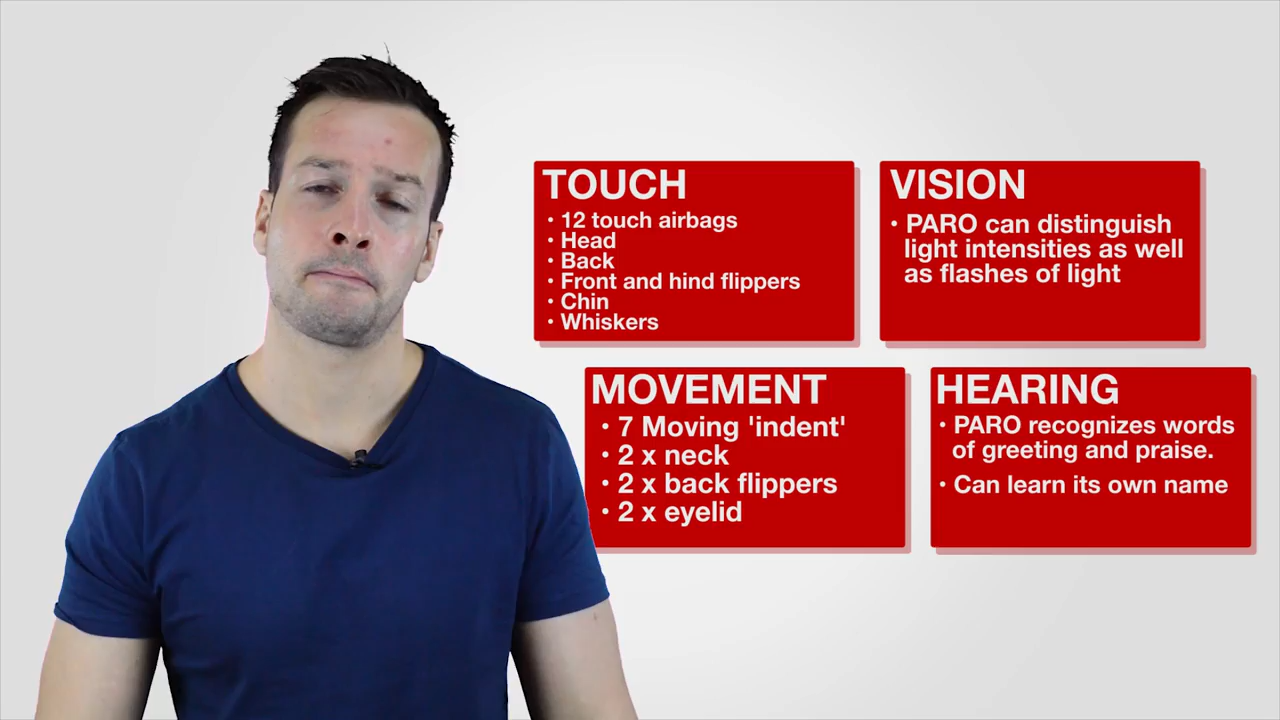 TOUCH
• 12 touch airbags
• Head
• Back
• Front and hind flippers
• Chin
• Whiskers
VISION
• PARO can distinguish
light intensities as well
as flashes of light
MOVEMENT
• 7 Moving 'indent'
• 2 x neck
• 2 x back flippers
• 2 x eyelid
HEARING
• PARO recognizes words
of greeting and praise.
• Can learn its own name